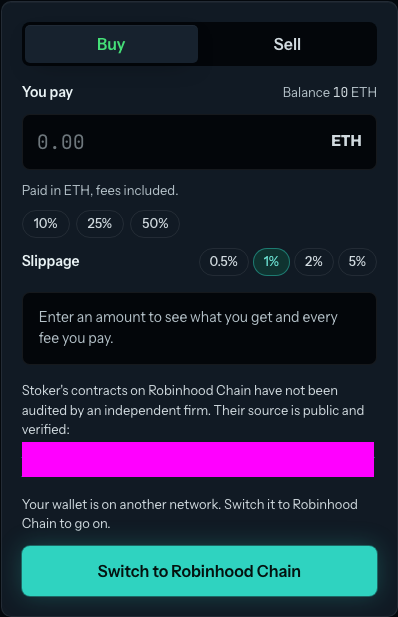 Buy
Sell
You pay
Balance 10 ETH
0.00
ETH
Paid in ETH, fees included.
10%
25%
50%
Slippage
0.5%
1%
2%
5%
Enter an amount to see what you get and every
fee you pay.
Stoker's contracts on Robinhood Chain have not been
audited by an independent firm. Their source is public and
verified:
Your wallet is on another network. Switch it to Robinhood
Chain to go on.
Switch to Robinhood Chain